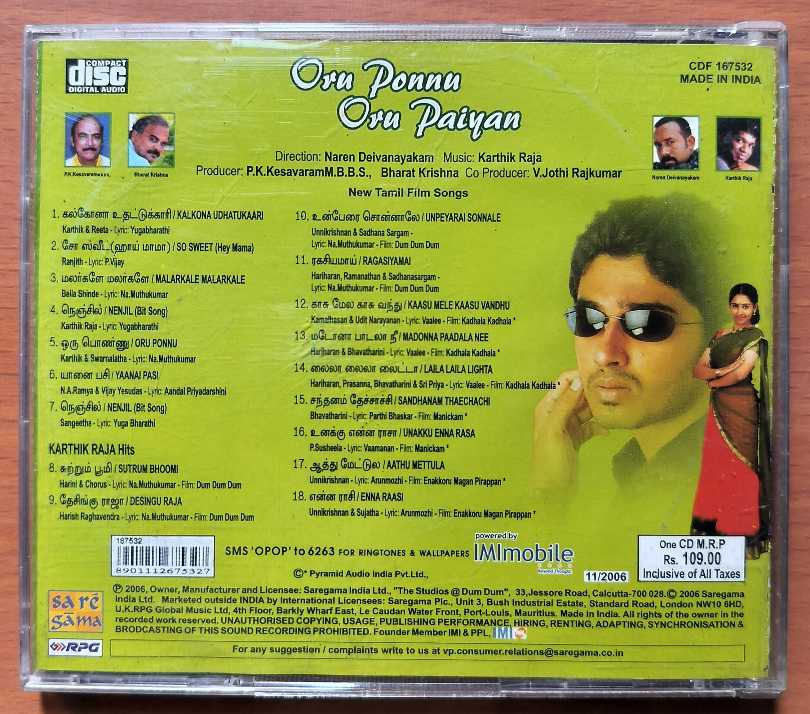 COMPACT
disc
DIGITAL AUDIO
Oru Ponnu
Oru Paiyan
CDF 167532
MADE IN INDIA
Bharat Krishna
Naren Deivanayakam
Karthik Raja
Direction: Naren Deivanayakam Music: Karthik Raja
Producer: P.K.KesavaramM.B.B.S., Bharat Krishna Co Producer: V.Jothi Rajkumar
New Tamil Film Songs
1. கல்கோனா உதட்டுக்காரி / KALKONA UDHATUKAARI
Karthik & Reeta - Lyric: Yugabharathi
2. சோ ஸ்வீட் (ஹாய் மாமா) / SO SWEET (Hey Mama)
Ranjith - Lyric: P.Vijay
3. மலர்களே மலர்களே / MALARKALE MALARKALE
Bella Shinde - Lyric: Na.Muthukumar
4. நெஞ்சில் / NENJIL (Bit Song)
Karthik Raja - Lyric: Yugabharathi
5. ஒரு பொண்ணு / ORU PONNU
Karthik & Swarnalatha - Lyric: Na.Muthukumar
6. யானை பசி / YAANAI PASI
N.A.Ramya & Vijay Yesudas - Lyric: Aandal Priyadarshini
7. நெஞ்சில் / NENJIL (Bit Song)
Sangeetha - Lyric: Yuga Bharathi
KARTHIK RAJA Hits
8. சுற்றும் பூமி / SUTRUM BHOOMI
Harini & Chorus - Lyric: Na.Muthukumar - Film: Dum Dum Dum
9. தேசிங்கு ராஜா / DESINGU RAJA
Harish Raghavendra - Lyric: Na.Muthukumar - Film: Dum Dum Dum
10. உன்பேரை சொன்னாலே / UNPEYARAI SONNALE
Unnikrishnan & Sadhana Sargam -
Lyric: Na.Muthukumar - Film: Dum Dum Dum
11. ரகசியமாய் / RAGASIYAMAI
Hariharan, Ramanathan & Sadhanasargam -
Lyric: Na.Muthukumar - Film: Dum Dum Dum
12. காசு மேல காசு வந்து / KAASU MELE KAASU VANDHU
Kamalhasan & Udit Narayanan - Lyric: Vaalee - Film: Kadhala Kadhala *
13. மடோனா பாடலா நீ / MADONNA PAADALA NEE
Hariharan & Bhavatharini - Lyric: Vaalee - Film: Kadhala Kadhala *
14. லைலா லைலா லைட்டா / LAILA LAILA LIGHTA
Hariharan, Prasanna, Bhavatharini & Sri Priya - Lyric: Vaalee - Film: Kadhala Kadhala *
15. சந்தனம் தேச்சாச்சி / SANDHANAM THAECHACHI
Bhavatharini - Lyric: Parthi Bhaskar - Film: Manickam *
16. உனக்கு என்ன ராசா / UNAKKU ENNA RASA
P.Susheela - Lyric: Vaamanan - Film: Manickam *
17. ஆத்து மேட்டுல / AATHU METTULA
Unnikrishnan - Lyric: Arunmozhi - Film: Enakkoru Magan Pirappan *
18. என்ன ராசி / ENNA RAASI
Unnikrishnan & Sujatha - Lyric: Arunmozhi - Film: Enakkoru Magan Pirappan *
187532
8901112675327
SMS 'OPOP' to 6263 FOR RINGTONES & WALLPAPERS
powered by
IMImobile
©* Pyramid Audio India Pvt.Ltd.,
11/2006
One CD M.R.P
Rs. 109.00
Inclusive of All Taxes
sa rē
gama
RPG
℗ 2006, Owner, Manufacturer and Licensee: Saregama India Ltd., "The Studios @ Dum Dum", 33,Jessore Road, Calcutta-700 028.© 2006 Saregama
India Ltd. Marketed outside INDIA by International Licensees: Saregama Plc., Unit 3, Bush Industrial Estate, Standard Road, London NW10 6HD,
U.K.RPG Global Music Ltd, 4th Floor, Barkly Wharf East, Le Caudan Water Front, Port-Louis, Mauritius. Made in India. All rights of the owner in the
recorded work reserved. UNAUTHORISED COPYING, USAGE, PUBLISHING PERFORMANCE, HIRING, RENTING, ADAPTING, SYNCHRONISATION &
BRODCASTING OF THIS SOUND RECORDING PROHIBITED. Founder Member IMI & PPL, IMI
For any suggestion / complaints write to us at vp.consumer.relations@saregama.co.in